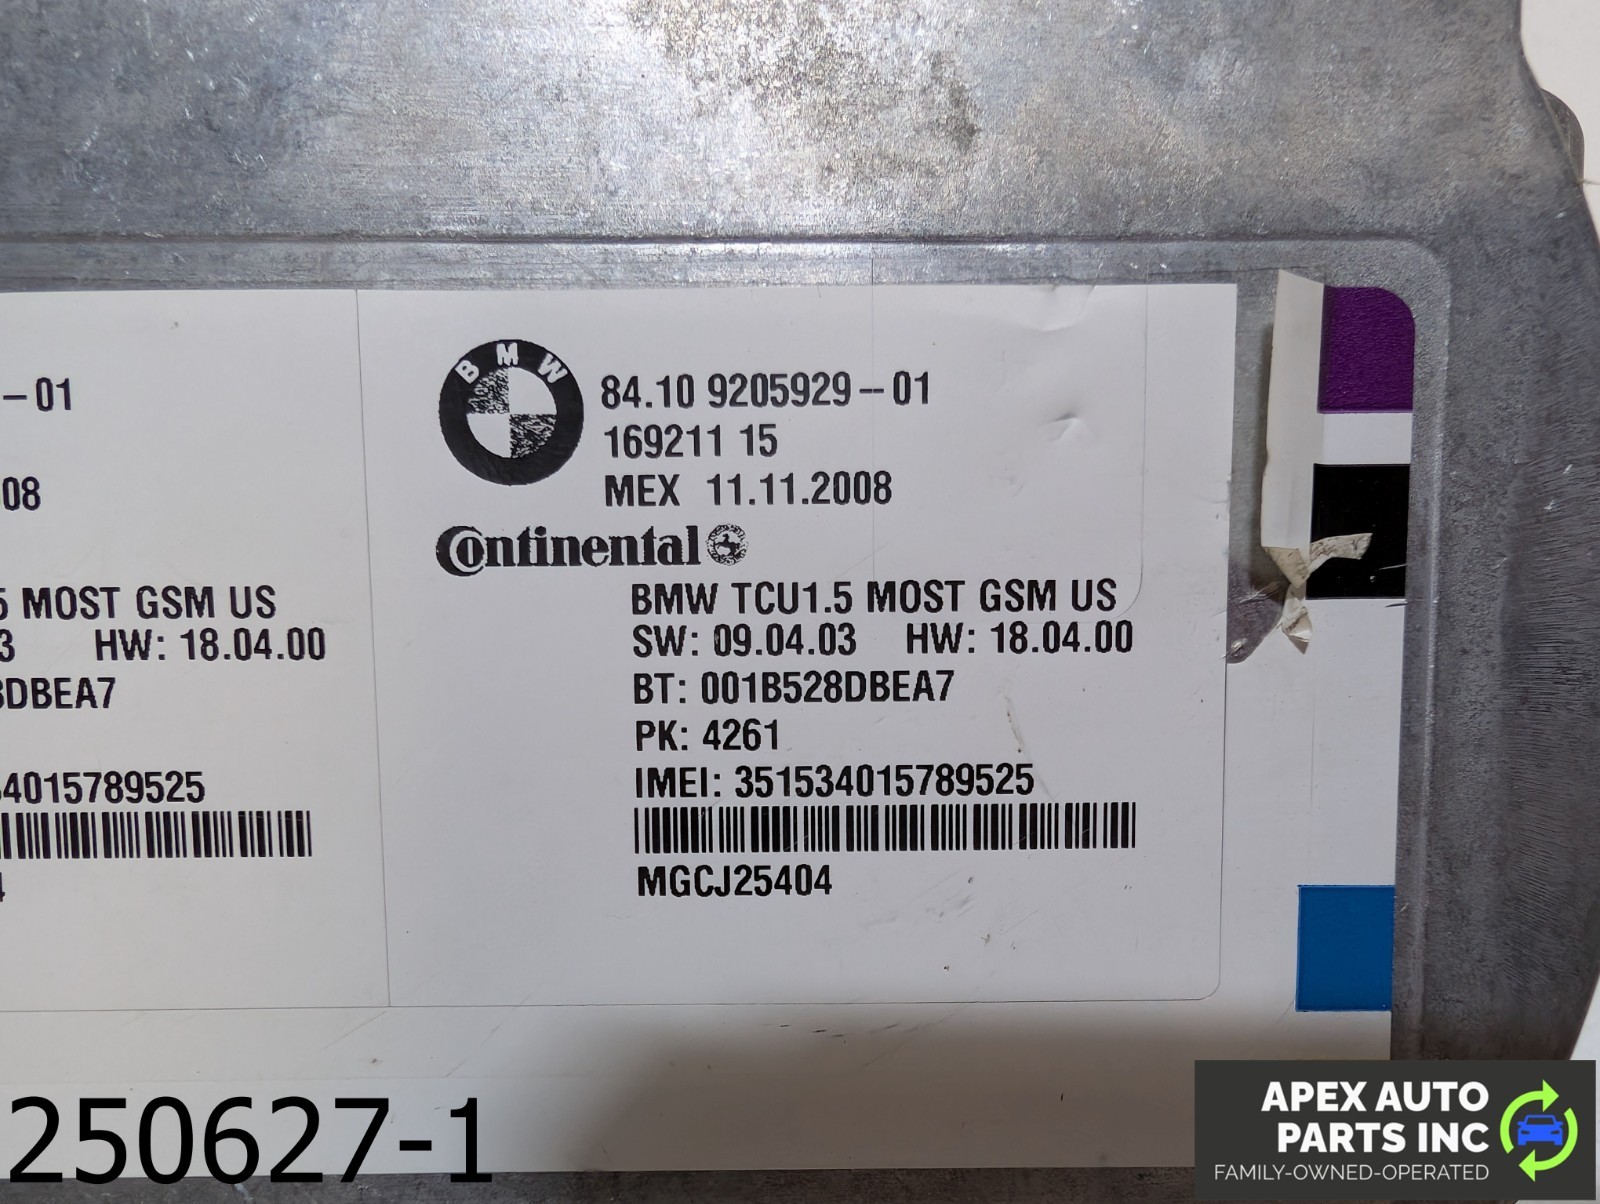 -01
08
5 MOST GSM US
3 HW: 18.04.00
8DBEA7
4015789525
4
BMW
84.10 9205929-01
169211 15
MEX 11.11.2008
Continental
BMW TCU1.5 MOST GSM US
SW: 09.04.03 HW: 18.04.00
BT: 001B528DBEA7
PK: 4261
IMEI: 351534015789525
MGCJ25404
250627-1
APEX AUTO
PARTS INC
FAMILY-OWNED-OPERATED